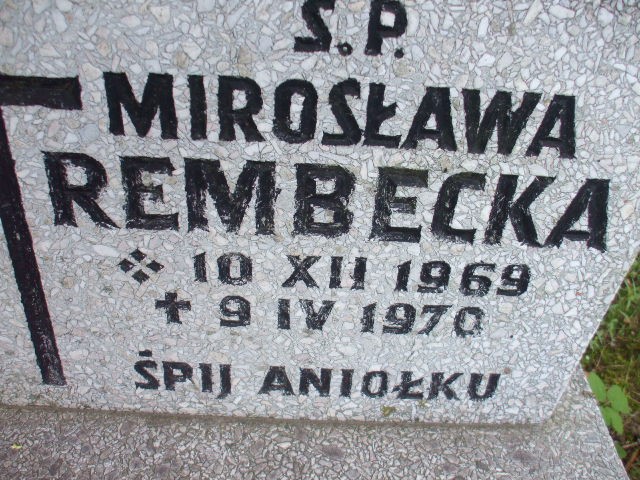 Ś.P.
MIROSŁAWA
REMBECKA
10 XII 1969
9 IV 1970
ŚPIJ ANIOŁKU